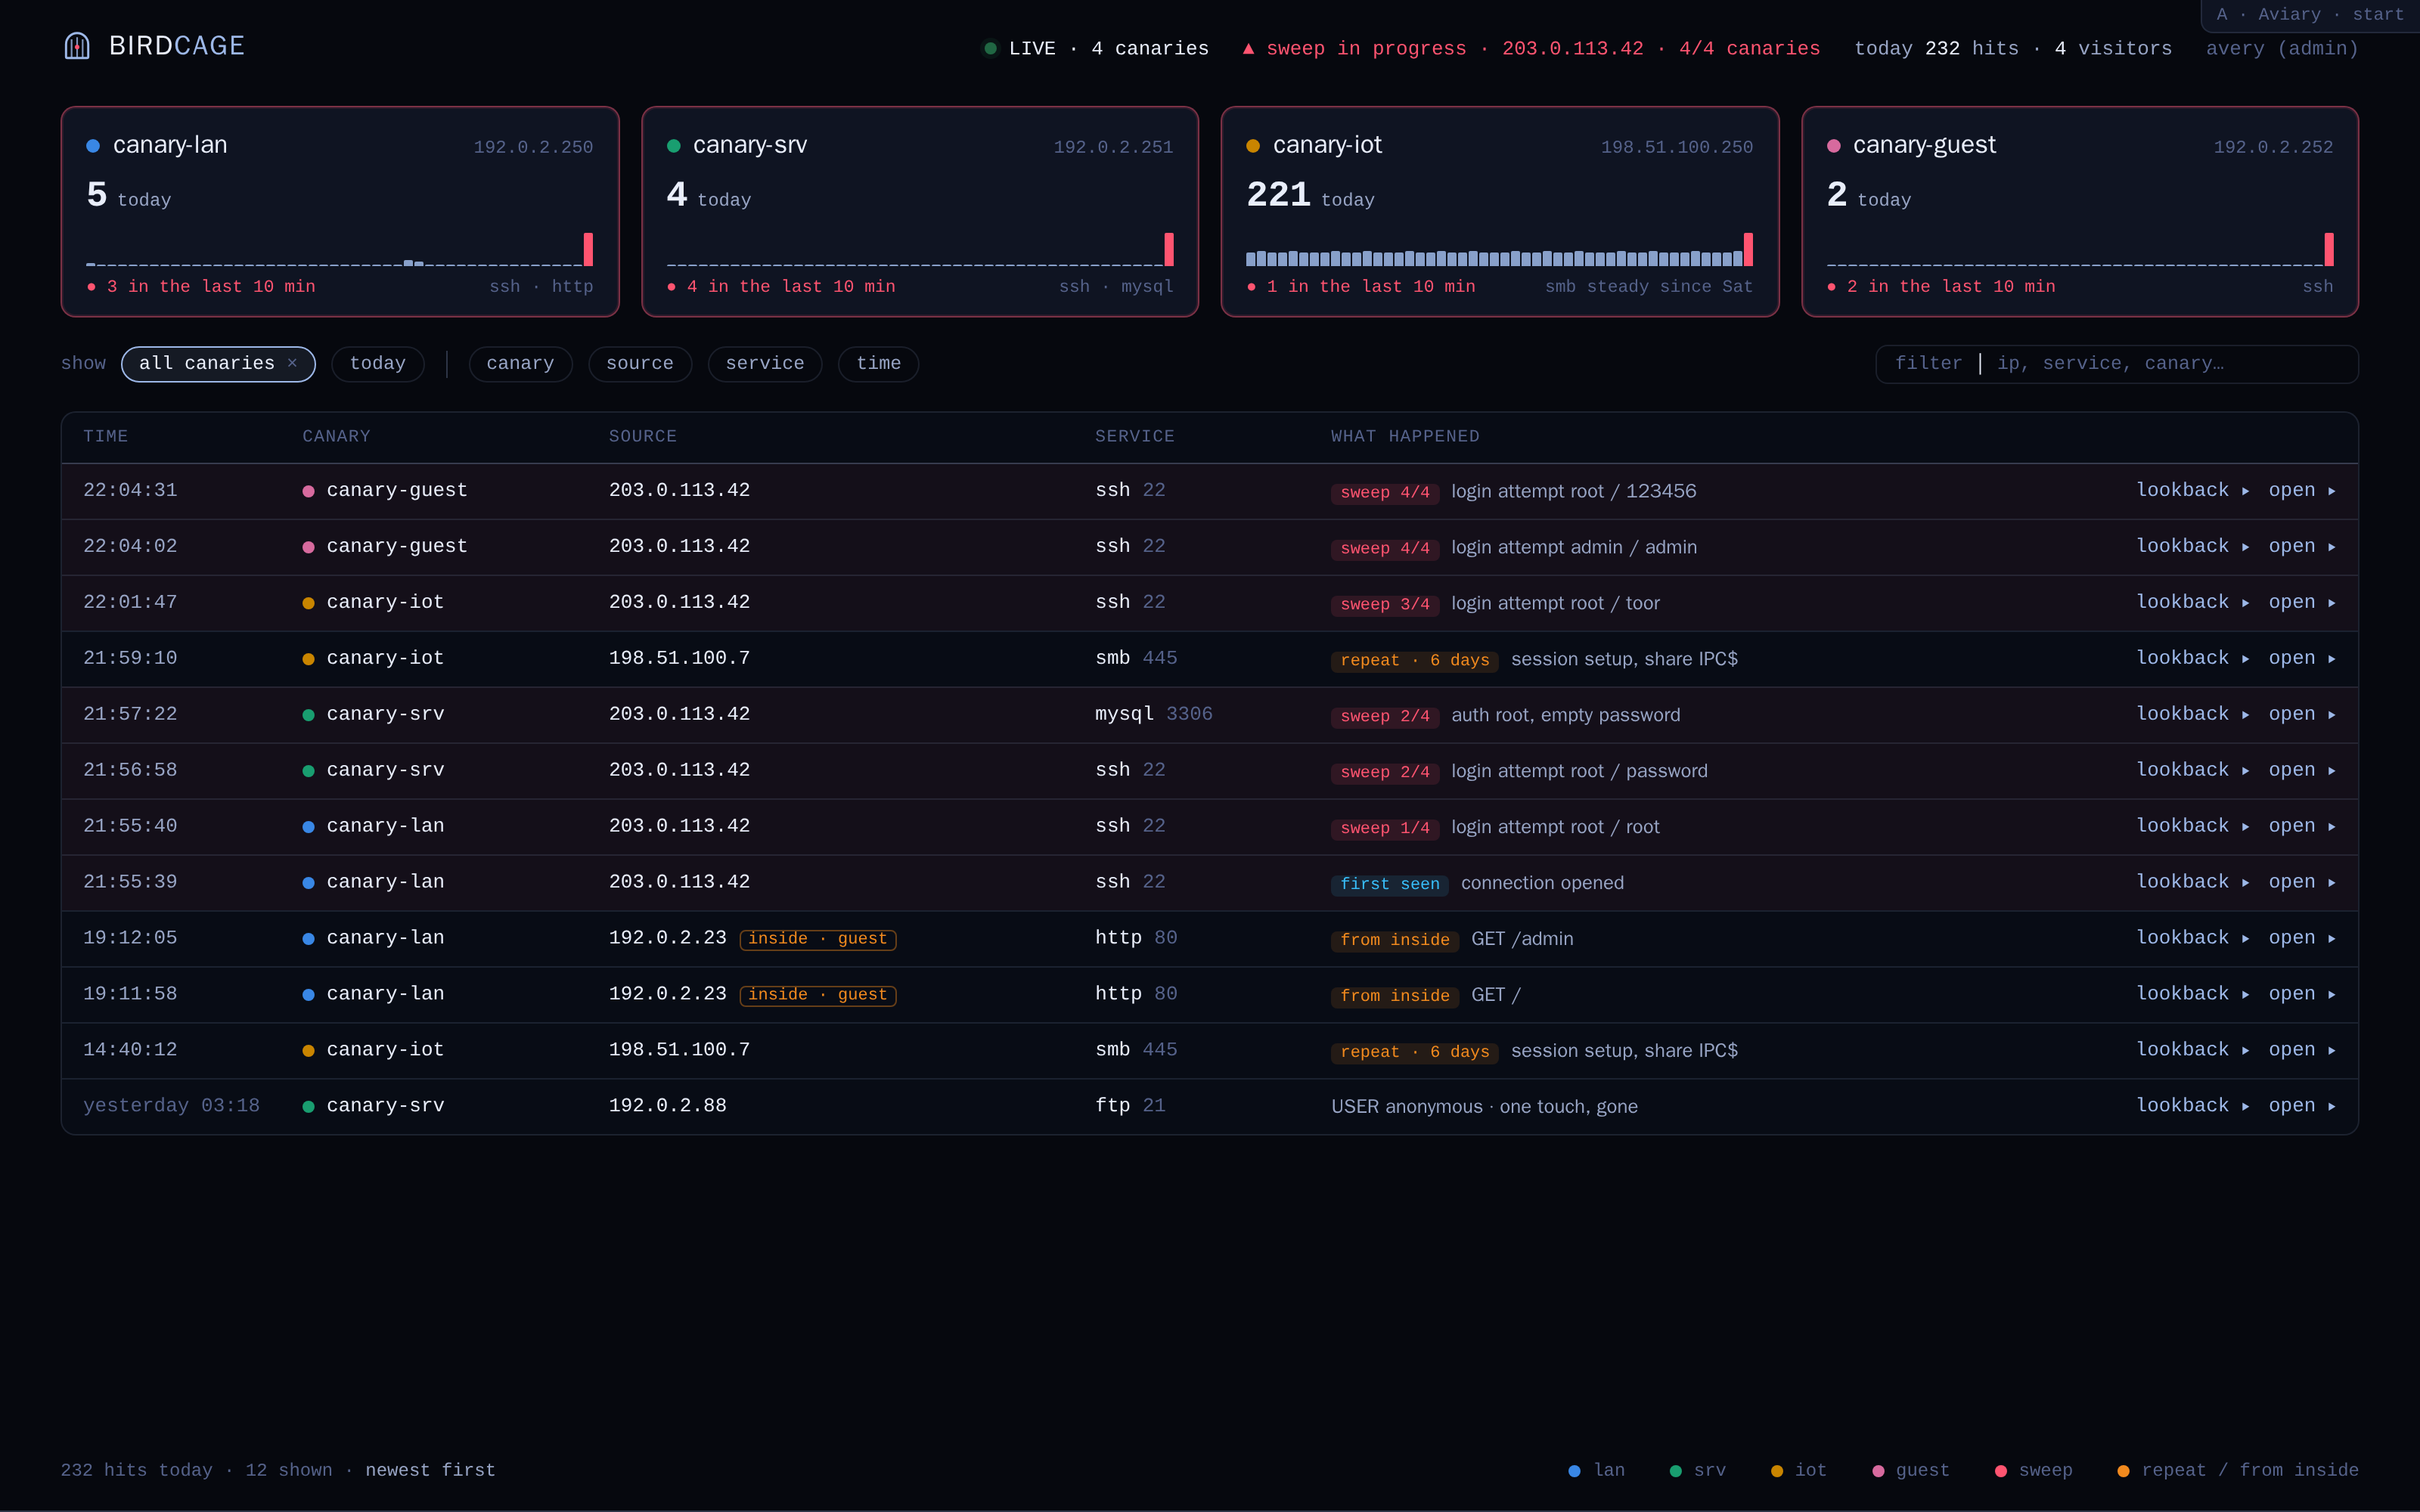 A · Aviary · start
BIRDCAGE
LIVE · 4 canaries ▲ sweep in progress · 203.0.113.42 · 4/4 canaries today 232 hits · 4 visitors avery (admin)
canary-lan 192.0.2.250
5 today
● 3 in the last 10 min ssh · http
canary-srv 192.0.2.251
4 today
● 4 in the last 10 min ssh · mysql
canary-iot 198.51.100.250
221 today
● 1 in the last 10 min smb steady since Sat
canary-guest 192.0.2.252
2 today
● 2 in the last 10 min ssh
show all canaries × today canary source service time filter ip, service, canary…
TIME CANARY SOURCE SERVICE WHAT HAPPENED
22:04:31 canary-guest 203.0.113.42 ssh 22 sweep 4/4 login attempt root / 123456 lookback ▸ open ▸
22:04:02 canary-guest 203.0.113.42 ssh 22 sweep 4/4 login attempt admin / admin lookback ▸ open ▸
22:01:47 canary-iot 203.0.113.42 ssh 22 sweep 3/4 login attempt root / toor lookback ▸ open ▸
21:59:10 canary-iot 198.51.100.7 smb 445 repeat · 6 days session setup, share IPC$ lookback ▸ open ▸
21:57:22 canary-srv 203.0.113.42 mysql 3306 sweep 2/4 auth root, empty password lookback ▸ open ▸
21:56:58 canary-srv 203.0.113.42 ssh 22 sweep 2/4 login attempt root / password lookback ▸ open ▸
21:55:40 canary-lan 203.0.113.42 ssh 22 sweep 1/4 login attempt root / root lookback ▸ open ▸
21:55:39 canary-lan 203.0.113.42 ssh 22 first seen connection opened lookback ▸ open ▸
19:12:05 canary-lan 192.0.2.23 inside · guest http 80 from inside GET /admin lookback ▸ open ▸
19:11:58 canary-lan 192.0.2.23 inside · guest http 80 from inside GET / lookback ▸ open ▸
14:40:12 canary-iot 198.51.100.7 smb 445 repeat · 6 days session setup, share IPC$ lookback ▸ open ▸
yesterday 03:18 canary-srv 192.0.2.88 ftp 21 USER anonymous · one touch, gone lookback ▸ open ▸
232 hits today · 12 shown · newest first lan srv iot guest sweep repeat / from inside